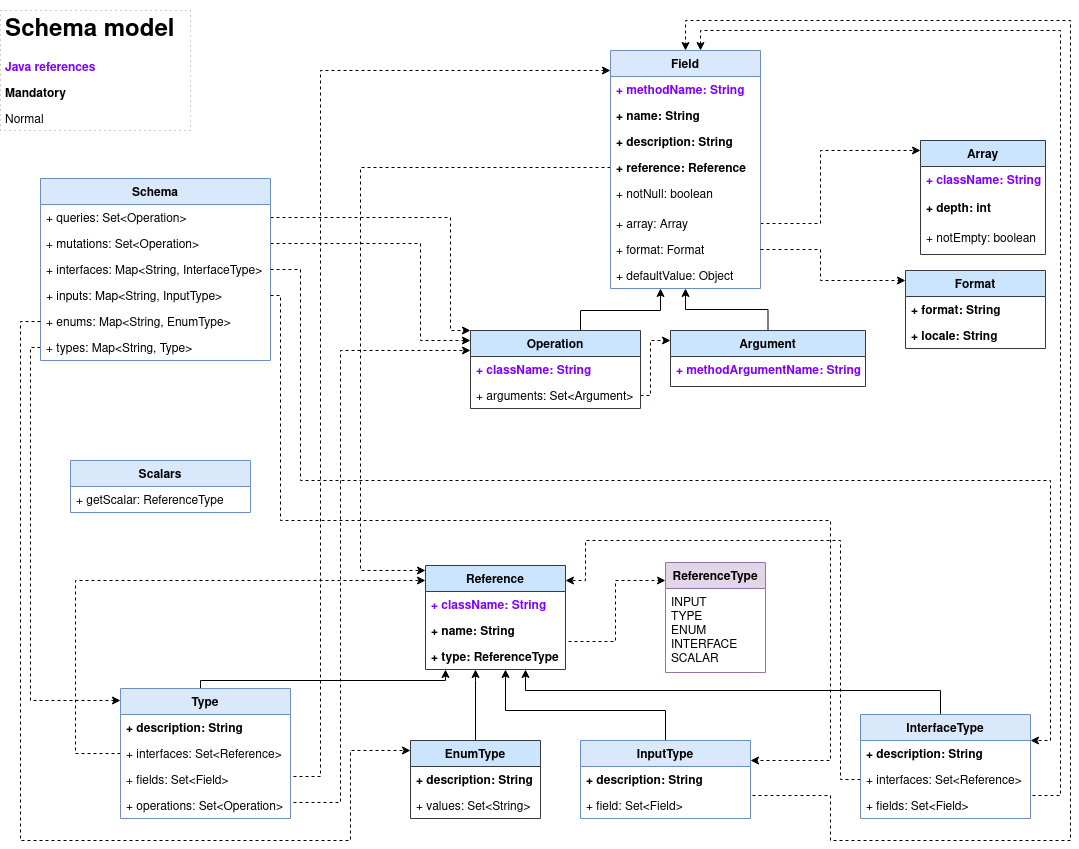 Schema model
Java references
Mandatory
Normal
Field
+ methodName: String
+ name: String
+ description: String
+ reference: Reference
+ notNull: boolean
+ array: Array
+ format: Format
+ defaultValue: Object
Array
+ className: String
+ depth: int
+ notEmpty: boolean
Schema
+ queries: Set<Operation>
+ mutations: Set<Operation>
+ interfaces: Map<String, InterfaceType>
+ inputs: Map<String, InputType>
+ enums: Map<String, EnumType>
+ types: Map<String, Type>
Format
+ format: String
+ locale: String
Operation
+ className: String
+ arguments: Set<Argument>
Argument
+ methodArgumentName: String
Scalars
+ getScalar: ReferenceType
Reference
+ className: String
+ name: String
+ type: ReferenceType
ReferenceType
INPUT
TYPE
ENUM
INTERFACE
SCALAR
Type
+ description: String
+ interfaces: Set<Reference>
+ fields: Set<Field>
+ operations: Set<Operation>
EnumType
+ description: String
+ values: Set<String>
InputType
+ description: String
+ field: Set<Field>
InterfaceType
+ description: String
+ interfaces: Set<Reference>
+ fields: Set<Field>